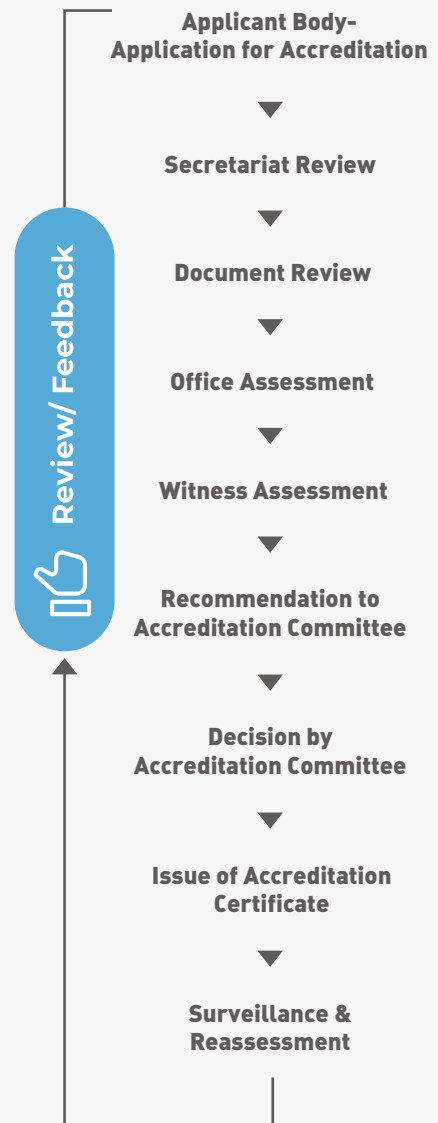 Applicant Body-
Application for Accreditation
Secretariat Review
Document Review
Office Assessment
Witness Assessment
Recommendation to
Accreditation Committee
Decision by
Accreditation Committee
Issue of Accreditation
Certificate
Surveillance &
Reassessment
Review/ Feedback